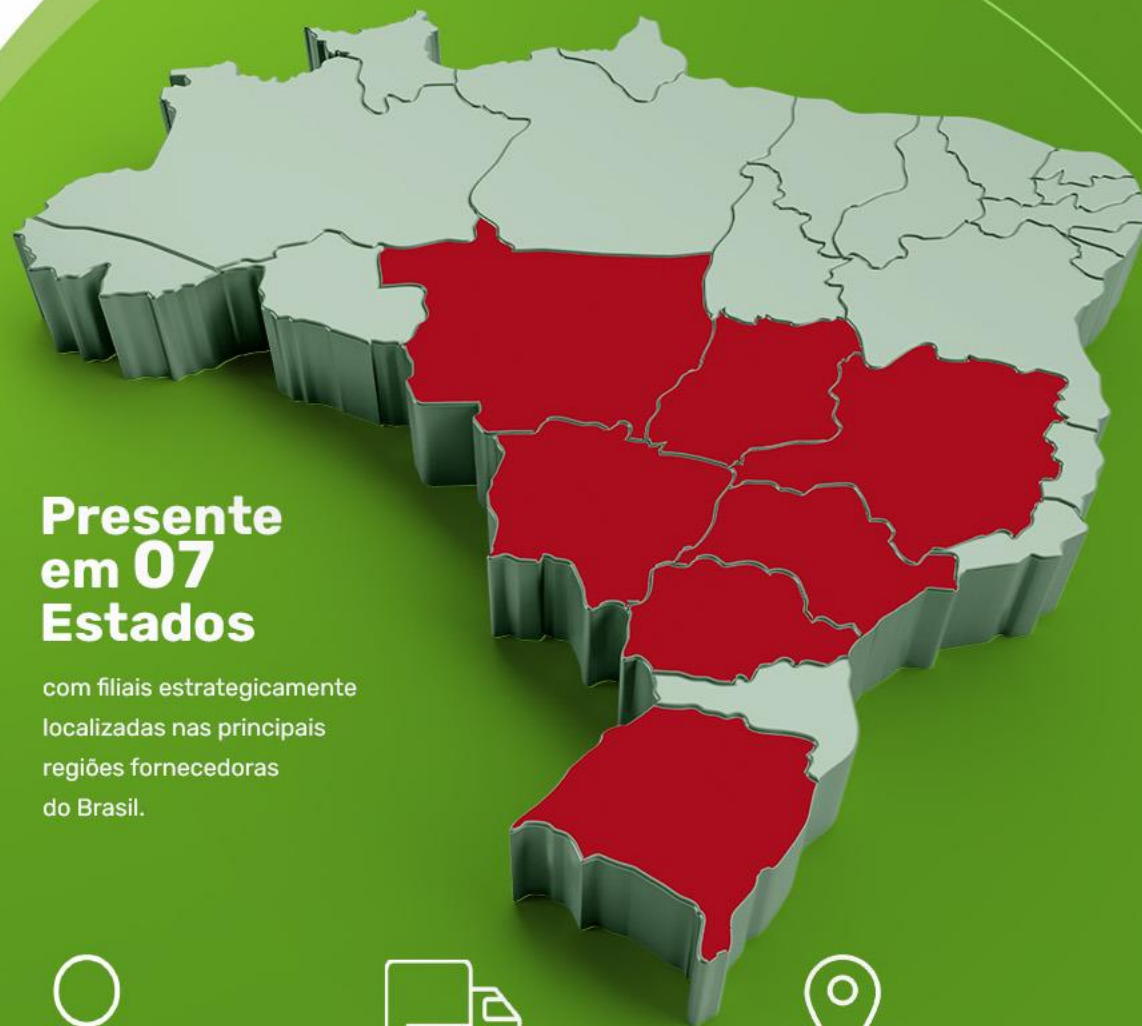 Presente
em 07
Estados
com filiais estrategicamente
localizadas nas principais
regiões fornecedoras
do Brasil.